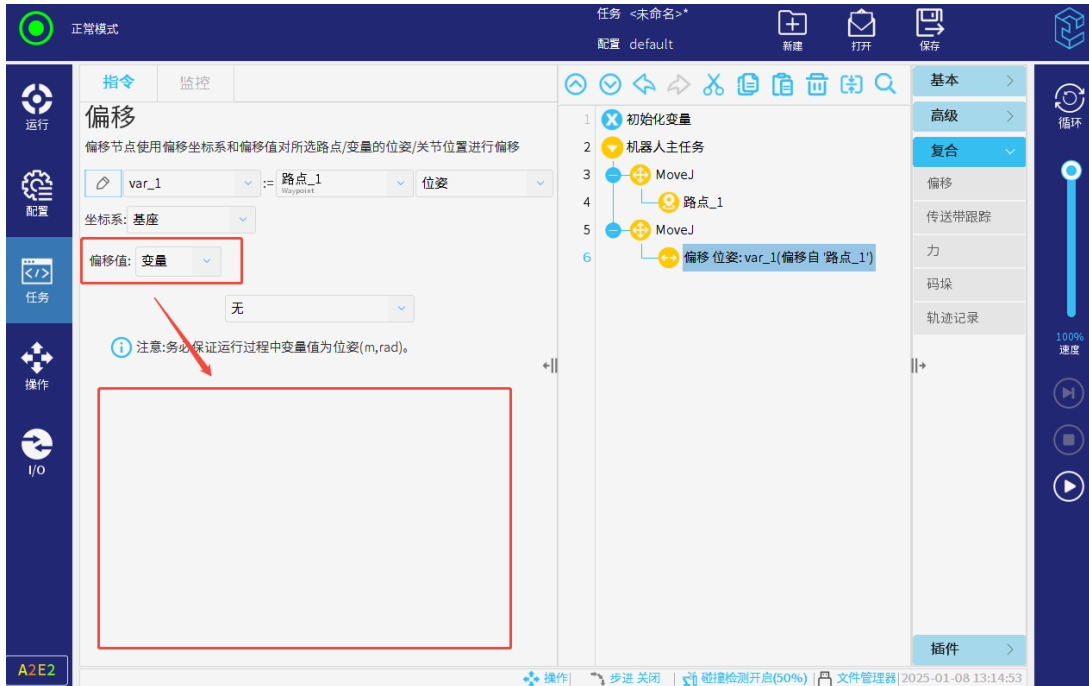 正常模式
任务 <未命名>*
配置 default
新建
打开
保存
运行
配置
任务
操作
I/O
A2E2
指令 监控
偏移
偏移节点使用偏移坐标系和偏移值对所选路点/变量的位姿/关节位置进行偏移
var_1 := 路点_1 位姿
Waypoint
坐标系: 基座
偏移值: 变量
无
注意:务必保证运行过程中变量值为位姿(m,rad)。
1 初始化变量
2 机器人主任务
3 MoveJ
4 路点_1
5 MoveJ
6 偏移 位姿: var_1(偏移自 '路点_1')
基本
高级
复合
偏移
传送带跟踪
力
码垛
轨迹记录
插件
循环
100%
速度
操作| 步进 关闭 | 碰撞检测开启(50%) | 文件管理器|2025-01-08 13:14:53